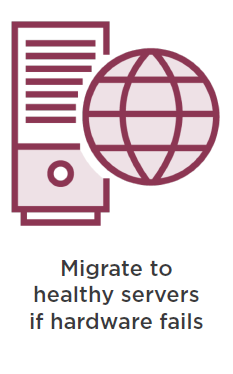 Migrate to
healthy servers
if hardware fails